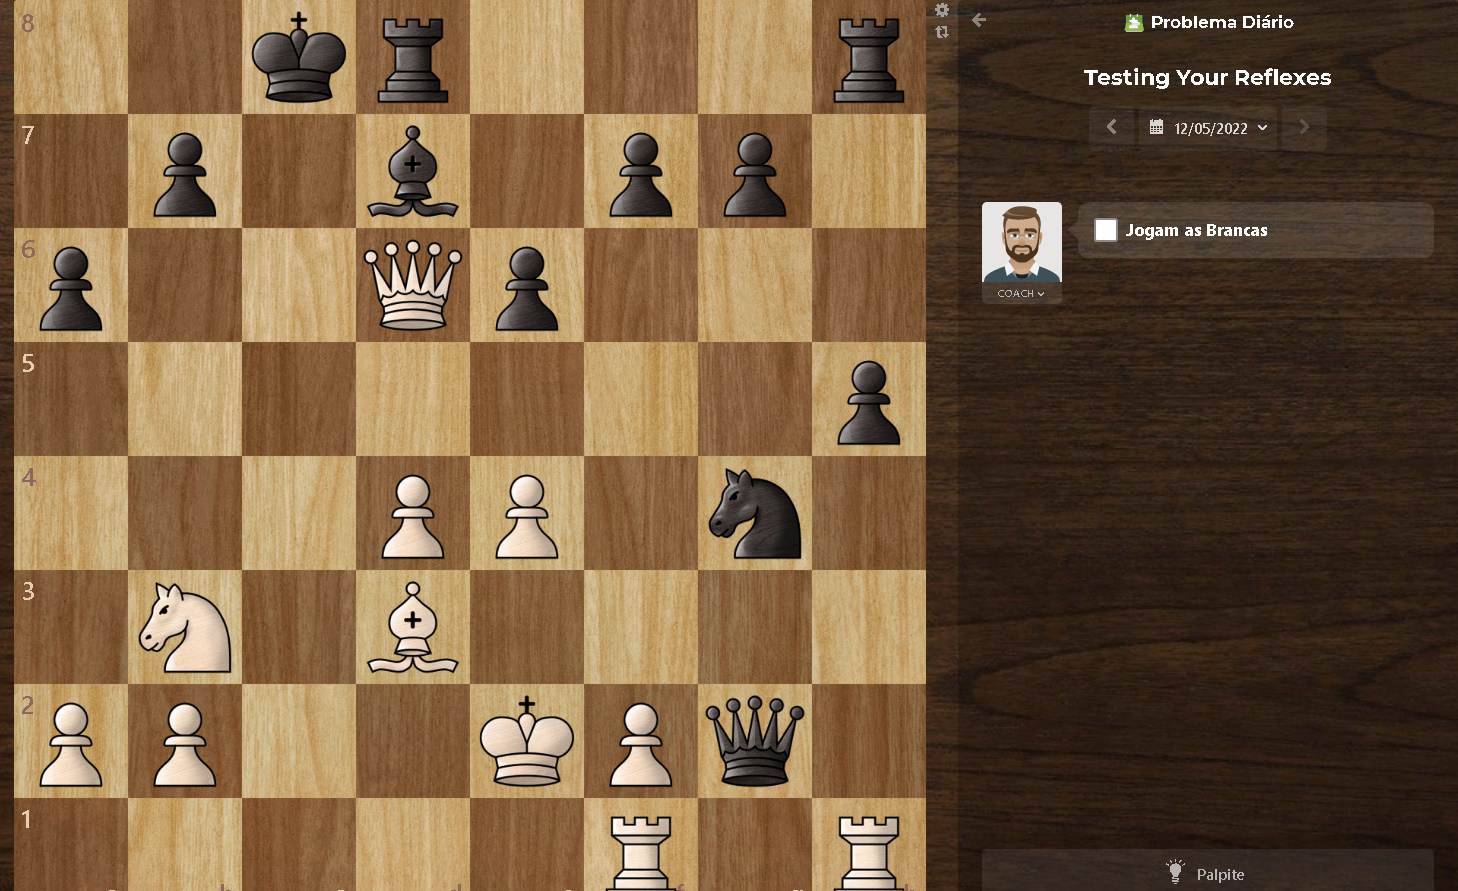 8
7
6
5
4
3
2
1
Problema Diário
Testing Your Reflexes
12/05/2022
Jogam as Brancas
COACH
Palpite